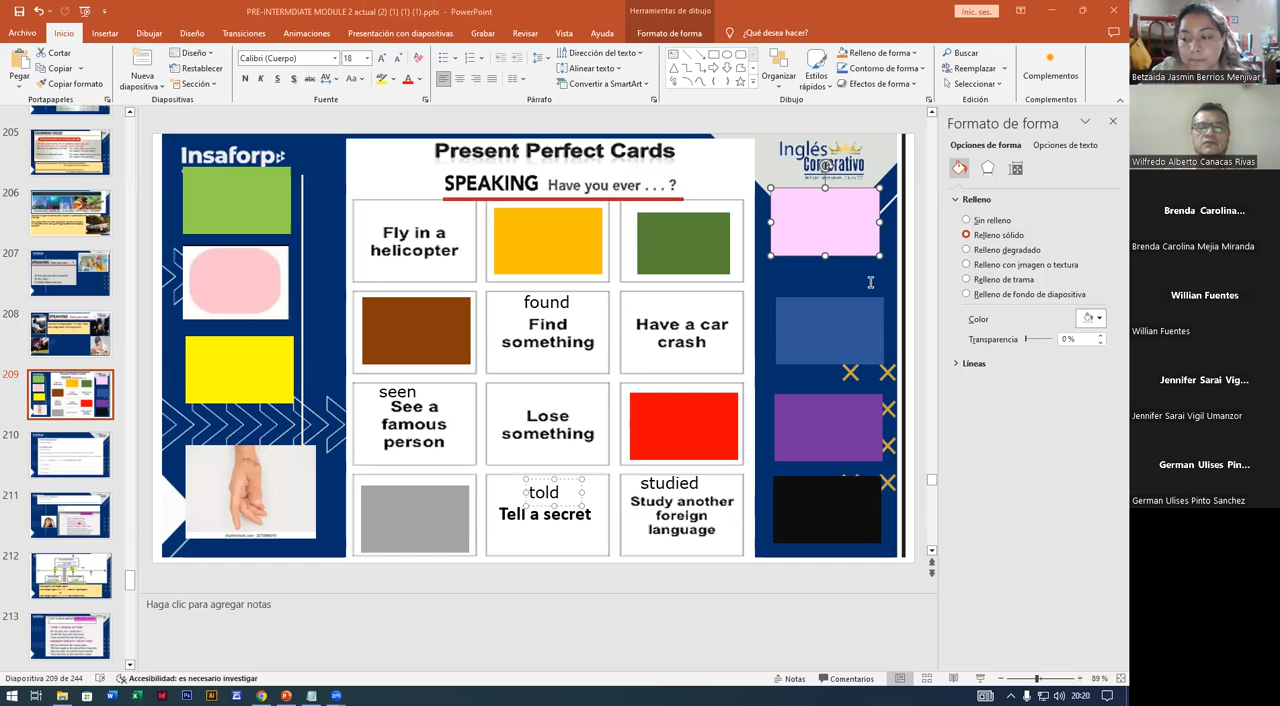 PRE-INTERMDIATE MODULE 2 actual (2) (1) (1) (1).pptx - PowerPoint
Herramientas de dibujo
Inic. ses.
Archivo Inicio Insertar Dibujar Diseño Transiciones Animaciones Presentación con diapositivas Grabar Revisar Vista Ayuda Formato de forma ¿Qué desea hacer?
Pegar
Cortar
Copiar
Copiar formato
Portapapeles
Nueva diapositiva
Diseño
Restablecer
Sección
Diapositivas
Calibri (Cuerpo) 18
N K S S abc AV Aa A
Fuente
Párrafo
Dirección del texto
Alinear texto
Convertir a SmartArt
Organizar
Estilos rápidos
Relleno de forma
Contorno de forma
Efectos de forma
Dibujo
Buscar
Reemplazar
Seleccionar
Edición
Complementos
Complementos
205
206
207
208
209
210
211
212
213
Insaforp
Present Perfect Cards
SPEAKING Have you ever . . . ?
Inglés
Corporativo
Fly in a
helicopter
found
Find
something
Have a car
crash
seen
See a
famous
person
Lose
something
told
Tell a secret
studied
Study another
foreign
language
shutterstock.com · 2075888215
Haga clic para agregar notas
Formato de forma
Opciones de forma Opciones de texto
Relleno
Sin relleno
Relleno sólido
Relleno degradado
Relleno con imagen o textura
Relleno de trama
Relleno de fondo de diapositiva
Color
Transparencia 0 %
Líneas
Diapositiva 209 de 244 Accesibilidad: es necesario investigar Notas Comentarios 89 %
20:20
Betzaida Jasmin Berrios Menjivar
Wilfredo Alberto Canacas Rivas
Brenda Carolina...
Brenda Carolina Mejia Miranda
Willian Fuentes
Willian Fuentes
Jennifer Sarai Vig...
Jennifer Sarai Vigil Umanzor
German Ulises Pin...
German Ulises Pinto Sanchez